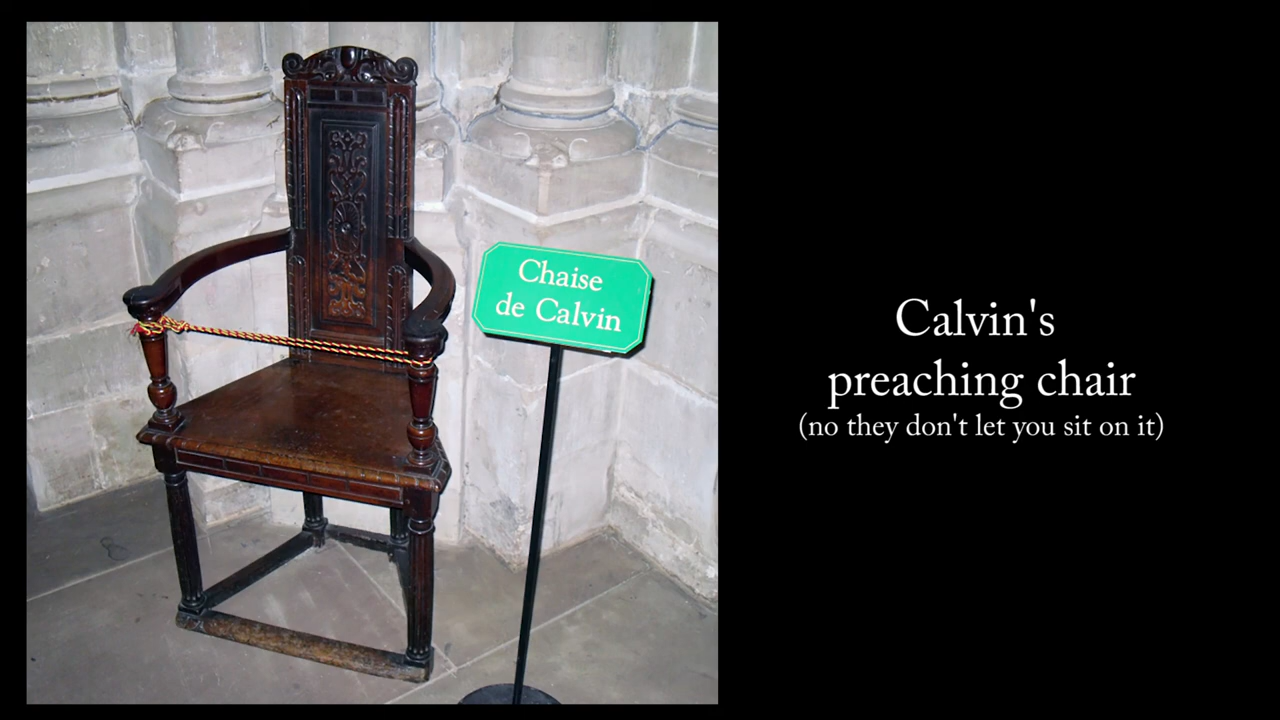 Chaise
de Calvin
Calvin's
preaching chair
(no they don't let you sit on it)